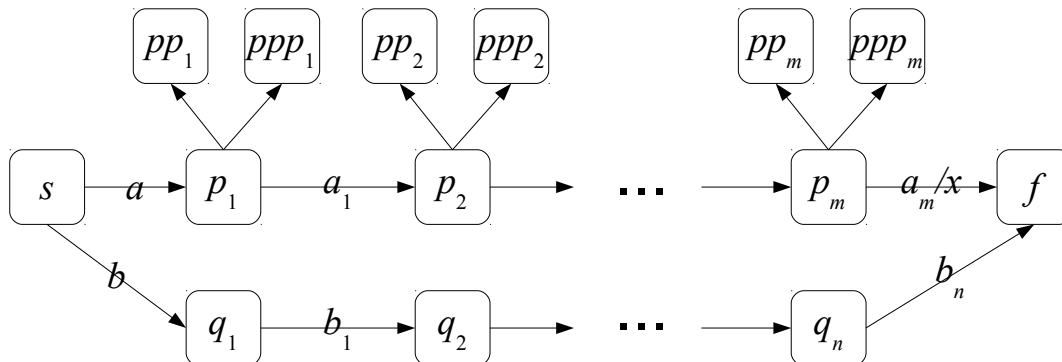 pp₁ ppp₁ pp₂ ppp₂ ppₘ pppₘ
s a p₁ a₁ p₂ ... pₘ aₘ/x f
b bₙ
q₁ b₁ q₂ ... qₙ